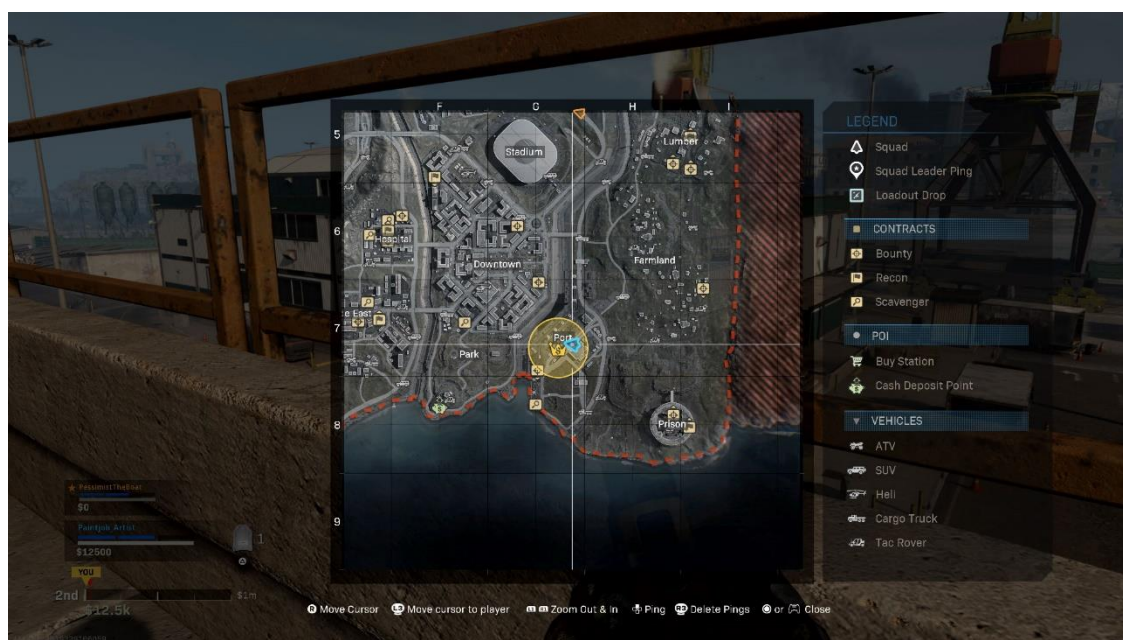 F G H I
5
6
7
8
9
Stadium
Lumber
Hospital
Downtown
Farmland
e East
Port
Park
Prison
LEGEND
Squad
Squad Leader Ping
Loadout Drop
CONTRACTS
Bounty
Recon
Scavenger
POI
Buy Station
Cash Deposit Point
VEHICLES
ATV
SUV
Heli
Cargo Truck
Tac Rover
PessimistTheGoat
$0
Paintjob Artist
$12500
1
YOU
2nd
$1m
$12.5k
R Move Cursor Move cursor to player Zoom Out & In Ping Delete Pings or Close